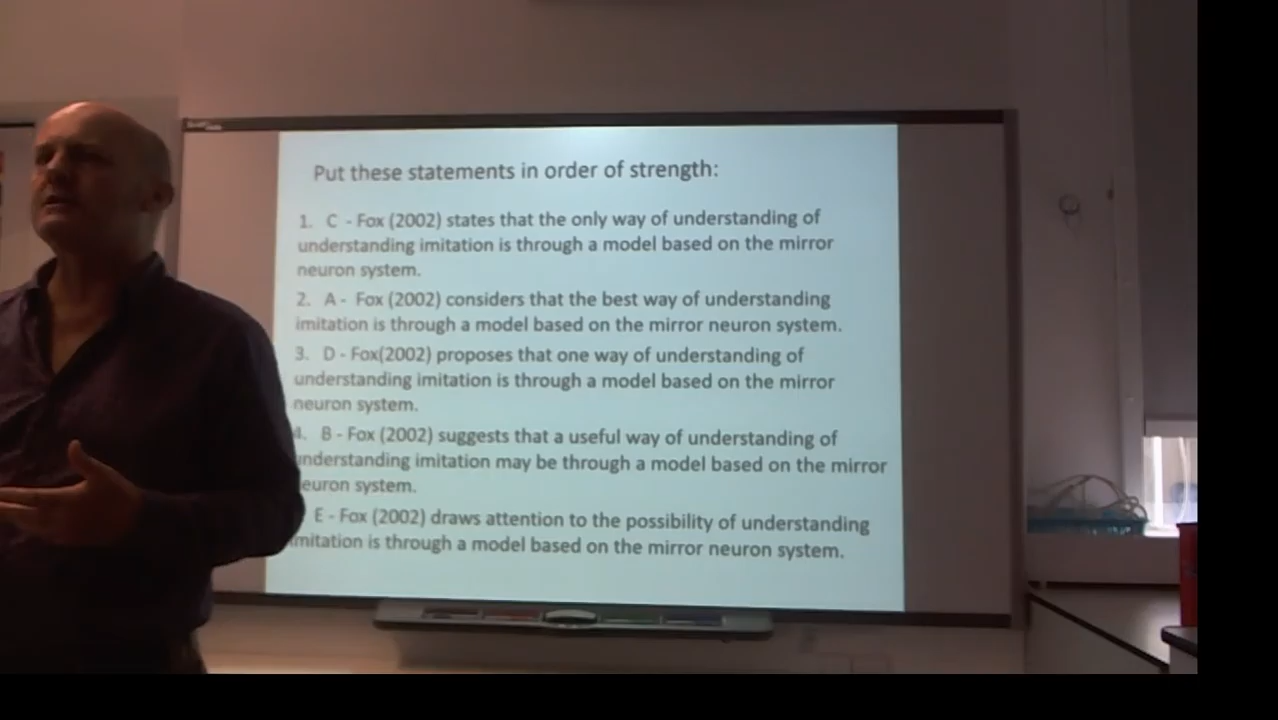 Put these statements in order of strength:
1. C - Fox (2002) states that the only way of understanding of
understanding imitation is through a model based on the mirror
neuron system.
2. A - Fox (2002) considers that the best way of understanding
imitation is through a model based on the mirror neuron system.
3. D - Fox(2002) proposes that one way of understanding of
understanding imitation is through a model based on the mirror
neuron system.
4. B - Fox (2002) suggests that a useful way of understanding of
understanding imitation may be through a model based on the mirror
neuron system.
E - Fox (2002) draws attention to the possibility of understanding
imitation is through a model based on the mirror neuron system.